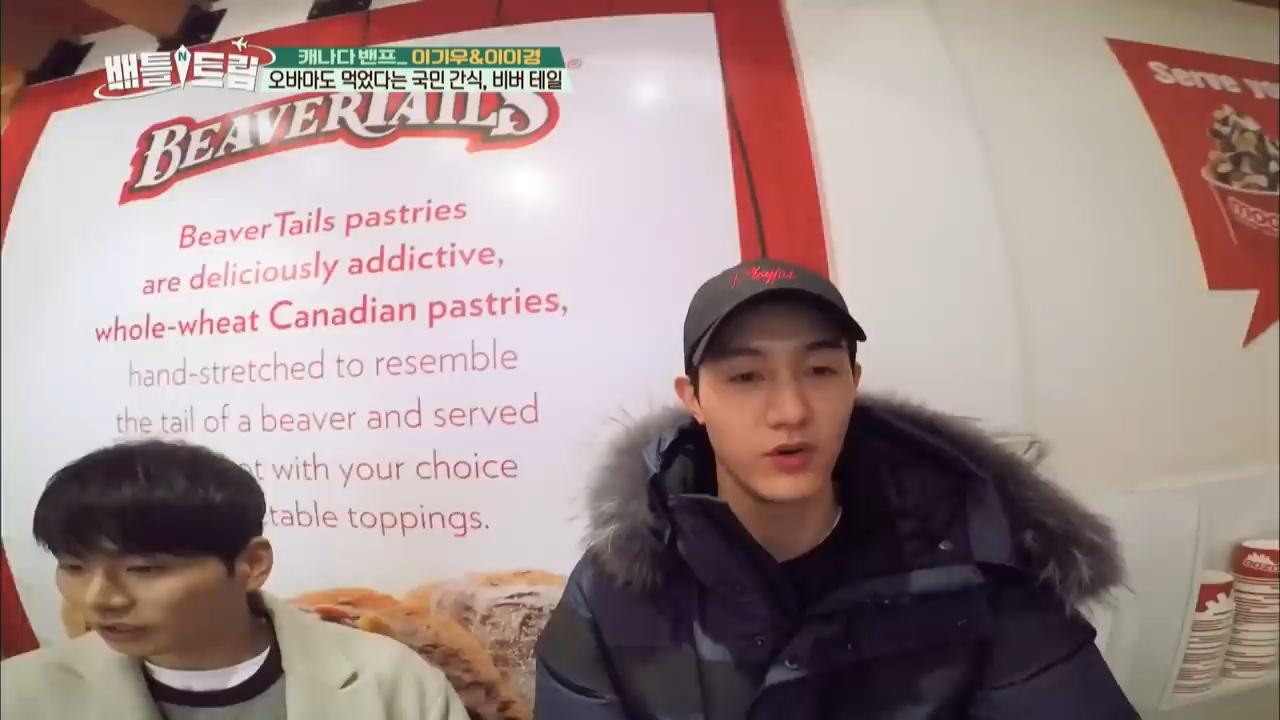 배틀트립
캐나다 밴프_ 이기우&이이경
오바마도 먹었다는 국민 간식, 비버 테일
BEAVERTAILS
BeaverTails pastries
are deliciously addictive,
whole-wheat Canadian pastries,
hand-stretched to resemble
the tail of a beaver and served
with your choice
toppings.
Serve